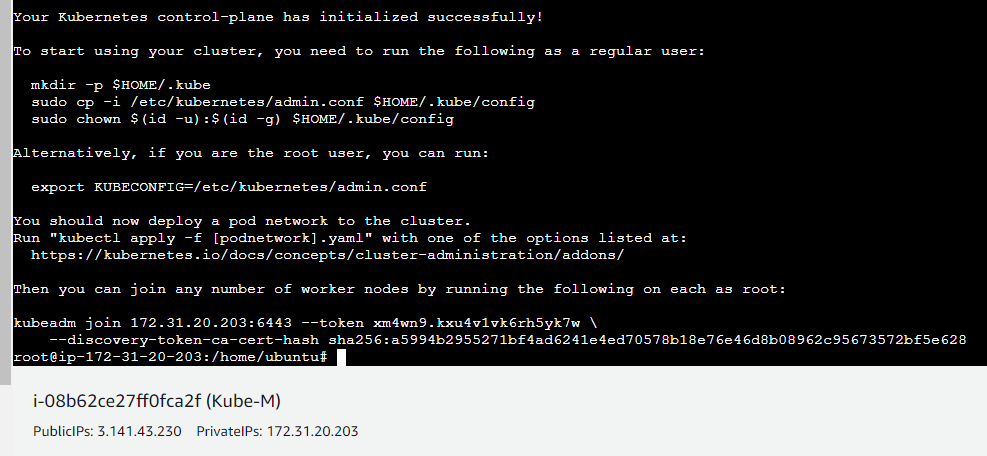 Your Kubernetes control-plane has initialized successfully!
To start using your cluster, you need to run the following as a regular user:
mkdir -p $HOME/.kube
sudo cp -i /etc/kubernetes/admin.conf $HOME/.kube/config
sudo chown $(id -u):$(id -g) $HOME/.kube/config
Alternatively, if you are the root user, you can run:
export KUBECONFIG=/etc/kubernetes/admin.conf
You should now deploy a pod network to the cluster.
Run "kubectl apply -f [podnetwork].yaml" with one of the options listed at:
https://kubernetes.io/docs/concepts/cluster-administration/addons/
Then you can join any number of worker nodes by running the following on each as root:
kubeadm join 172.31.20.203:6443 --token xm4wn9.kxu4v1vk6rh5yk7w \
--discovery-token-ca-cert-hash sha256:a5994b2955271bf4ad6241e4ed70578b18e76e46d8b08962c95673572bf5e628
root@ip-172-31-20-203:/home/ubuntu#
i-08b62ce27ff0fca2f (Kube-M)
PublicIPs: 3.141.43.230 PrivateIPs: 172.31.20.203